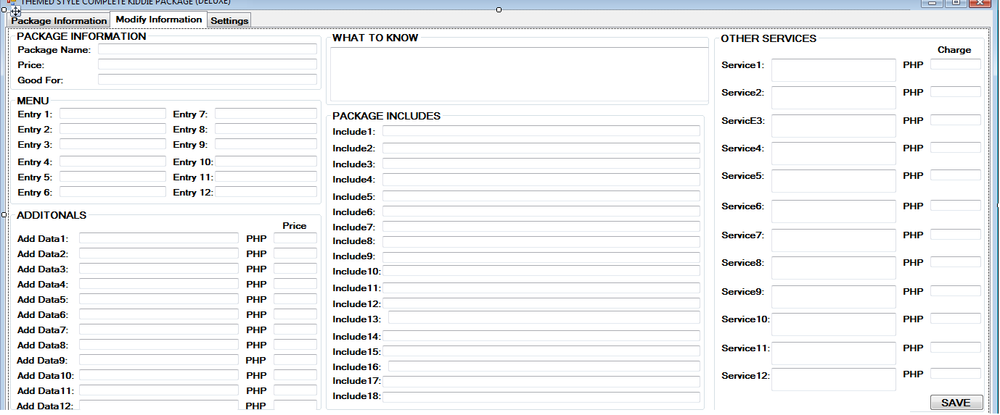 THEMED STYLE COMPLETE KIDDIE PACKAGE (DELUXE)
Package Information Modify Information Settings
PACKAGE INFORMATION
Package Name:
Price:
Good For:
MENU
Entry 1: Entry 7:
Entry 2: Entry 8:
Entry 3: Entry 9:
Entry 4: Entry 10:
Entry 5: Entry 11:
Entry 6: Entry 12:
ADDITONALS
Price
Add Data1: PHP
Add Data2: PHP
Add Data3: PHP
Add Data4: PHP
Add Data5: PHP
Add Data6: PHP
Add Data7: PHP
Add Data8: PHP
Add Data9: PHP
Add Data10: PHP
Add Data11: PHP
Add Data12: PHP
WHAT TO KNOW
PACKAGE INCLUDES
Include1:
Include2:
Include3:
Include4:
Include5:
Include6:
Include7:
Include8:
Include9:
Include10:
Include11:
Include12:
Include13:
Include14:
Include15:
Include16:
Include17:
Include18:
OTHER SERVICES
Charge
Service1: PHP
Service2: PHP
ServicE3: PHP
Service4: PHP
Service5: PHP
Service6: PHP
Service7: PHP
Service8: PHP
Service9: PHP
Service10: PHP
Service11: PHP
Service12: PHP
SAVE